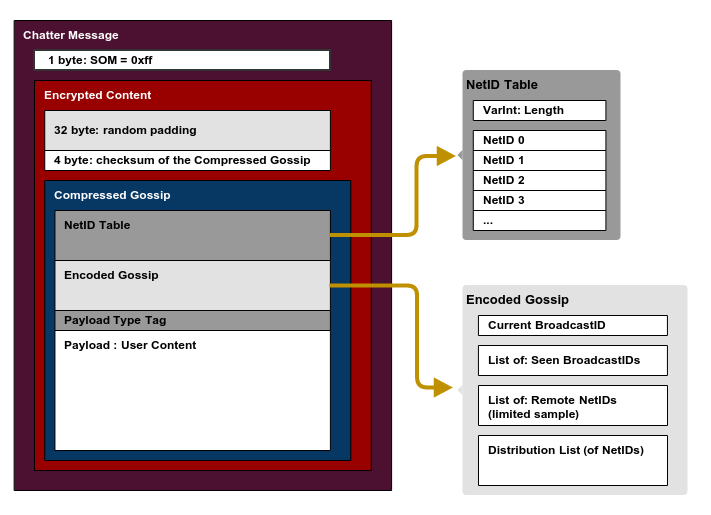 Chatter Message
1 byte: SOM = 0xff
Encrypted Content
32 byte: random padding
4 byte: checksum of the Compressed Gossip
Compressed Gossip
NetID Table
Encoded Gossip
Payload Type Tag
Payload : User Content
NetID Table
VarInt: Length
NetID 0
NetID 1
NetID 2
NetID 3
...
Encoded Gossip
Current BroadcastID
List of: Seen BroadcastIDs
List of: Remote NetIDs
(limited sample)
Distribution List (of NetIDs)